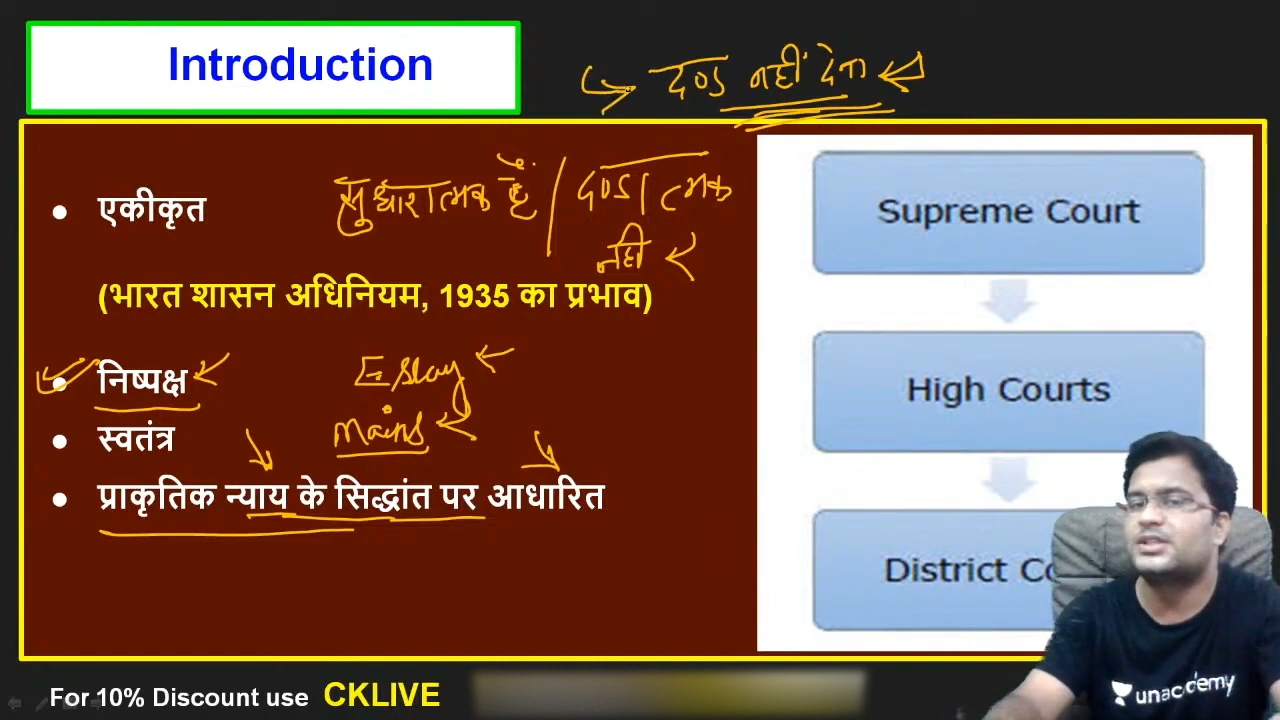 Introduction
→ दण्ड नहीं देना
एकीकृत
सुधारात्मक है / दण्डात्मक
नहीं
(भारत शासन अधिनियम, 1935 का प्रभाव)
निष्पक्ष
Essay
स्वतंत्र
mains
प्राकृतिक न्याय के सिद्धांत पर आधारित
Supreme Court
High Courts
District Co
unacademy
For 10% Discount use CKLIVE